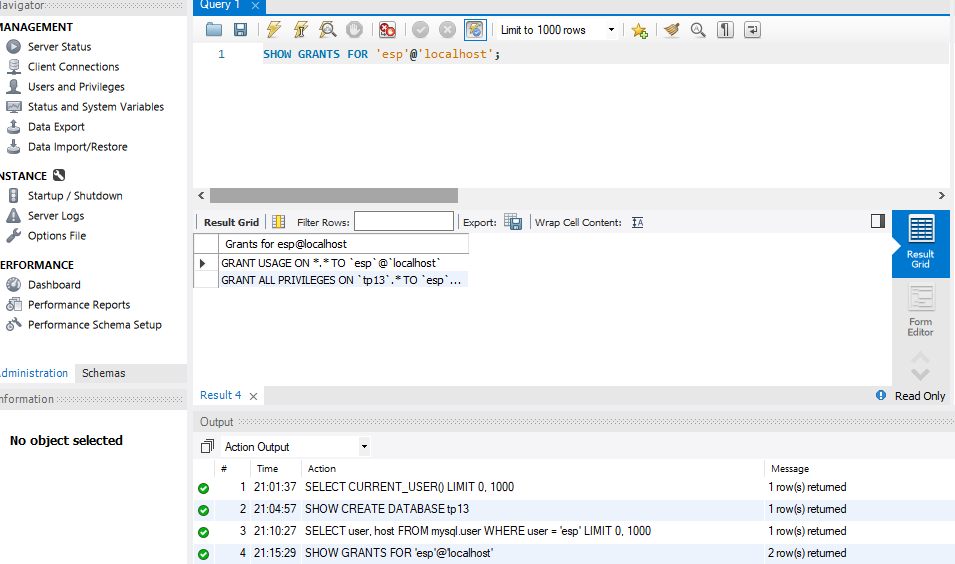 Navigator
MANAGEMENT
Server Status
Client Connections
Users and Privileges
Status and System Variables
Data Export
Data Import/Restore
INSTANCE
Startup / Shutdown
Server Logs
Options File
PERFORMANCE
Dashboard
Performance Reports
Performance Schema Setup
Administration Schemas
Information
No object selected
Query 1
Limit to 1000 rows
1 SHOW GRANTS FOR 'esp'@'localhost';
Result Grid Filter Rows: Export: Wrap Cell Content:
Grants for esp@localhost
GRANT USAGE ON *.* TO `esp`@`localhost`
GRANT ALL PRIVILEGES ON `tp13`.* TO `esp`...
Result
Grid
Form
Editor
Result 4
Read Only
Output
Action Output
# Time Action Message
1 21:01:37 SELECT CURRENT_USER() LIMIT 0, 1000 1 row(s) returned
2 21:04:57 SHOW CREATE DATABASE tp13 1 row(s) returned
3 21:10:27 SELECT user, host FROM mysql.user WHERE user = 'esp' LIMIT 0, 1000 1 row(s) returned
4 21:15:29 SHOW GRANTS FOR 'esp'@'localhost' 2 row(s) returned